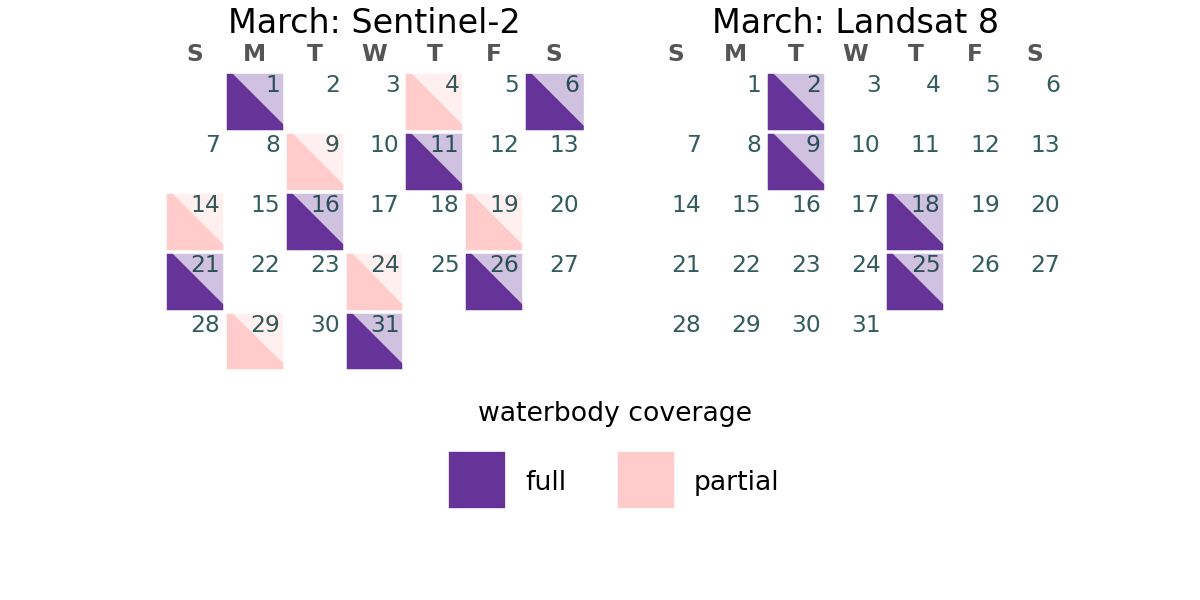 March: Sentinel-2
S M T W T F S
1 2 3 4 5 6
7 8 9 10 11 12 13
14 15 16 17 18 19 20
21 22 23 24 25 26 27
28 29 30 31
March: Landsat 8
S M T W T F S
1 2 3 4 5 6
7 8 9 10 11 12 13
14 15 16 17 18 19 20
21 22 23 24 25 26 27
28 29 30 31
waterbody coverage
full
partial